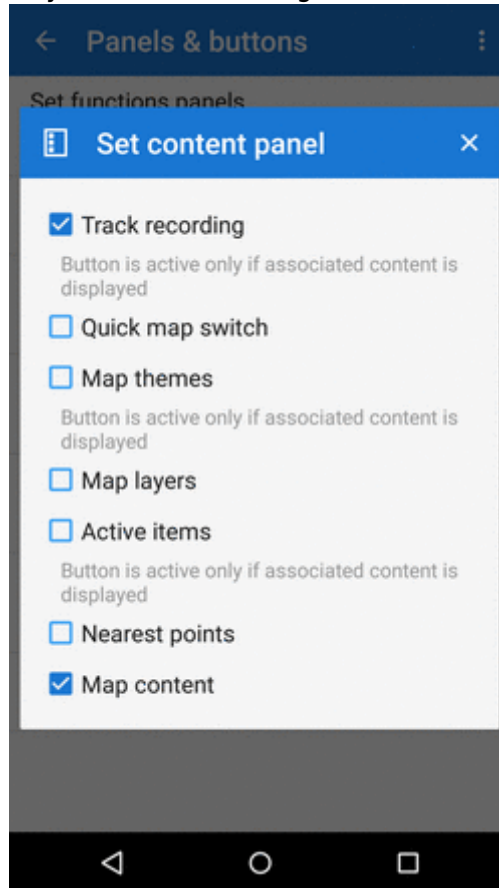 Panels & buttons
Set functions panels
Set content panel
Track recording
Button is active only if associated content is
displayed
Quick map switch
Map themes
Button is active only if associated content is
displayed
Map layers
Active items
Button is active only if associated content is
displayed
Nearest points
Map content